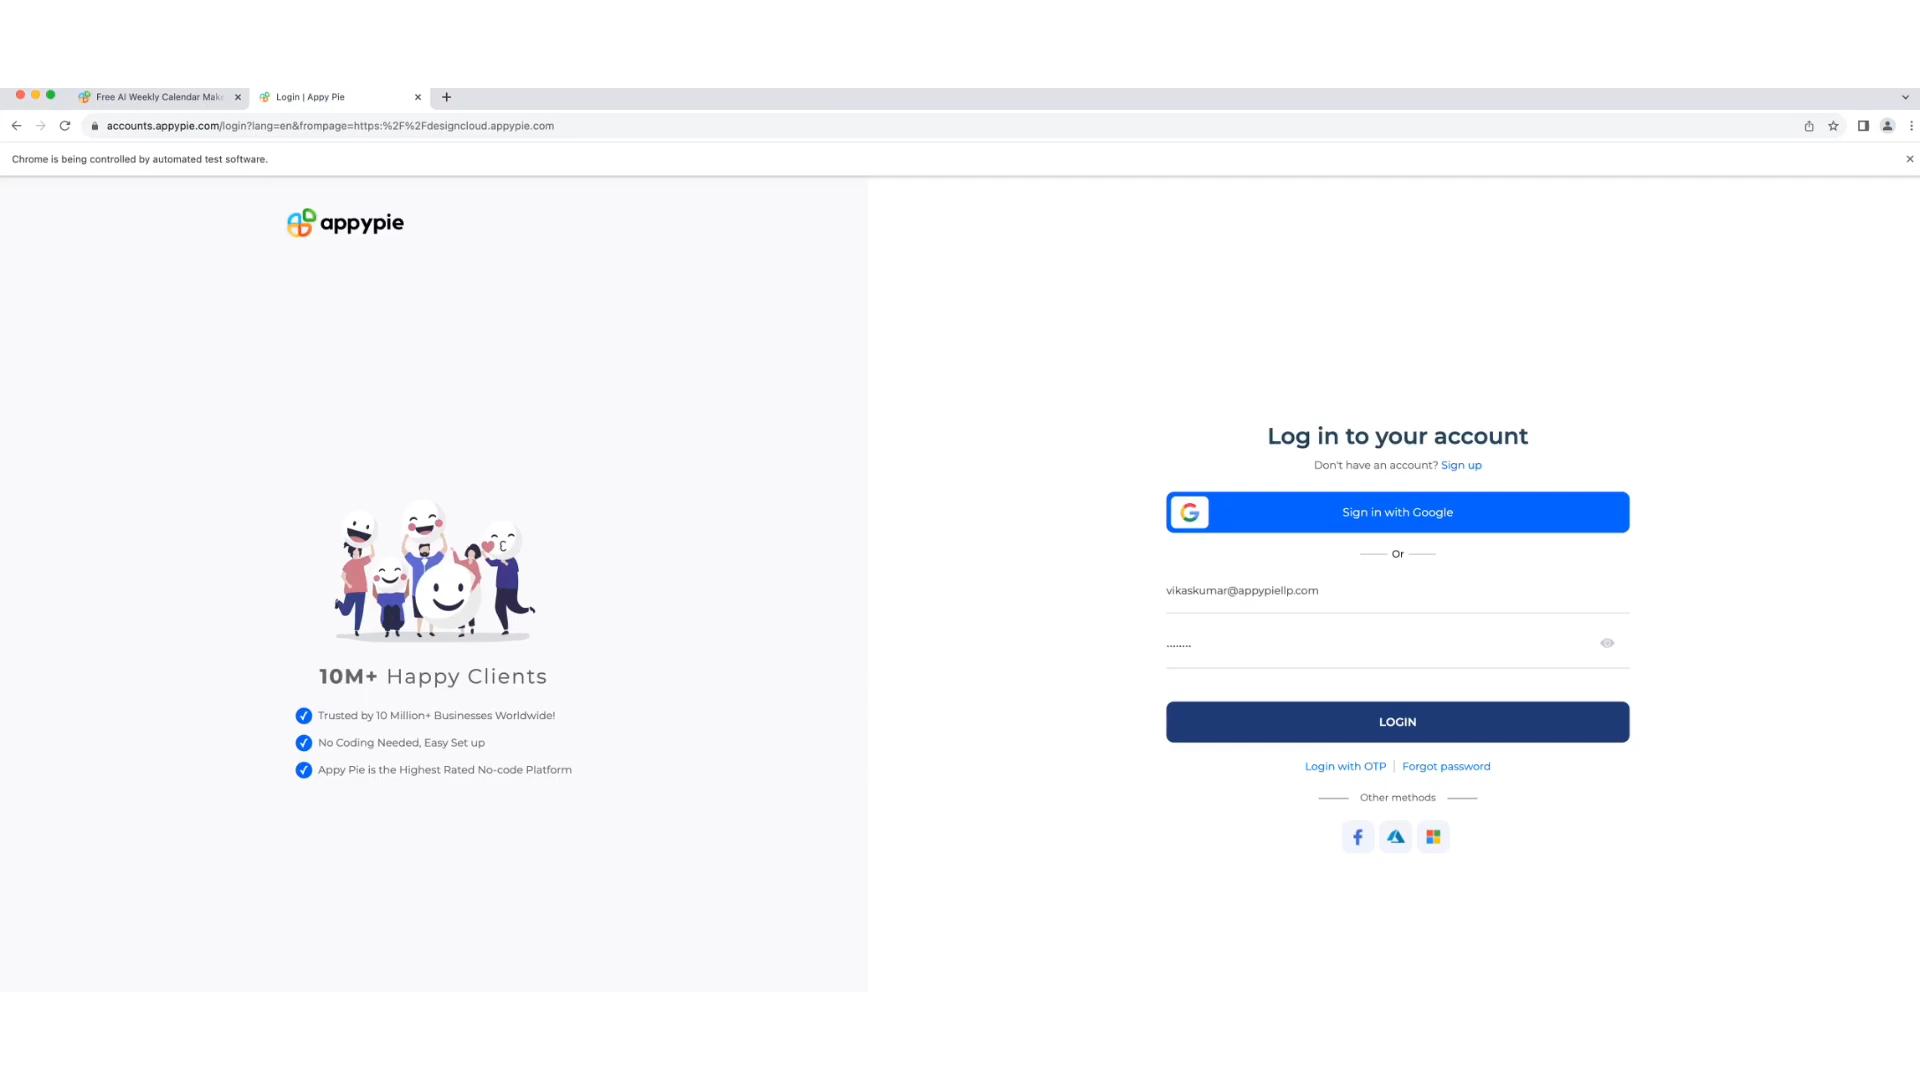 Free AI Weekly Calendar Make
Login | Appy Pie
accounts.appypie.com/login?lang=en&frompage=https:%2F%2Fdesigncloud.appypie.com
Chrome is being controlled by automated test software.
appypie
10M+ Happy Clients
Trusted by 10 Million+ Businesses Worldwide!
No Coding Needed, Easy Set up
Appy Pie is the Highest Rated No-code Platform
Log in to your account
Don't have an account? Sign up
Sign in with Google
Or
vikaskumar@appypiellp.com
........
LOGIN
Login with OTP | Forgot password
Other methods